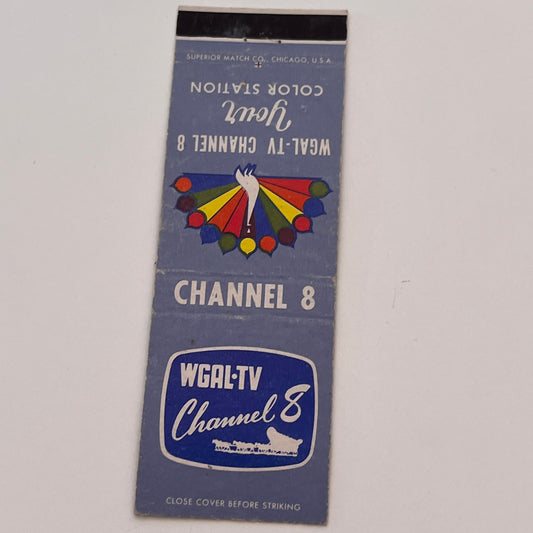 SUPERIOR MATCH CO., CHICAGO, U.S.A.
WGAL-TV CHANNEL 8
Your
COLOR STATION
CHANNEL 8
WGAL-TV
Channel 8
CLOSE COVER BEFORE STRIKING